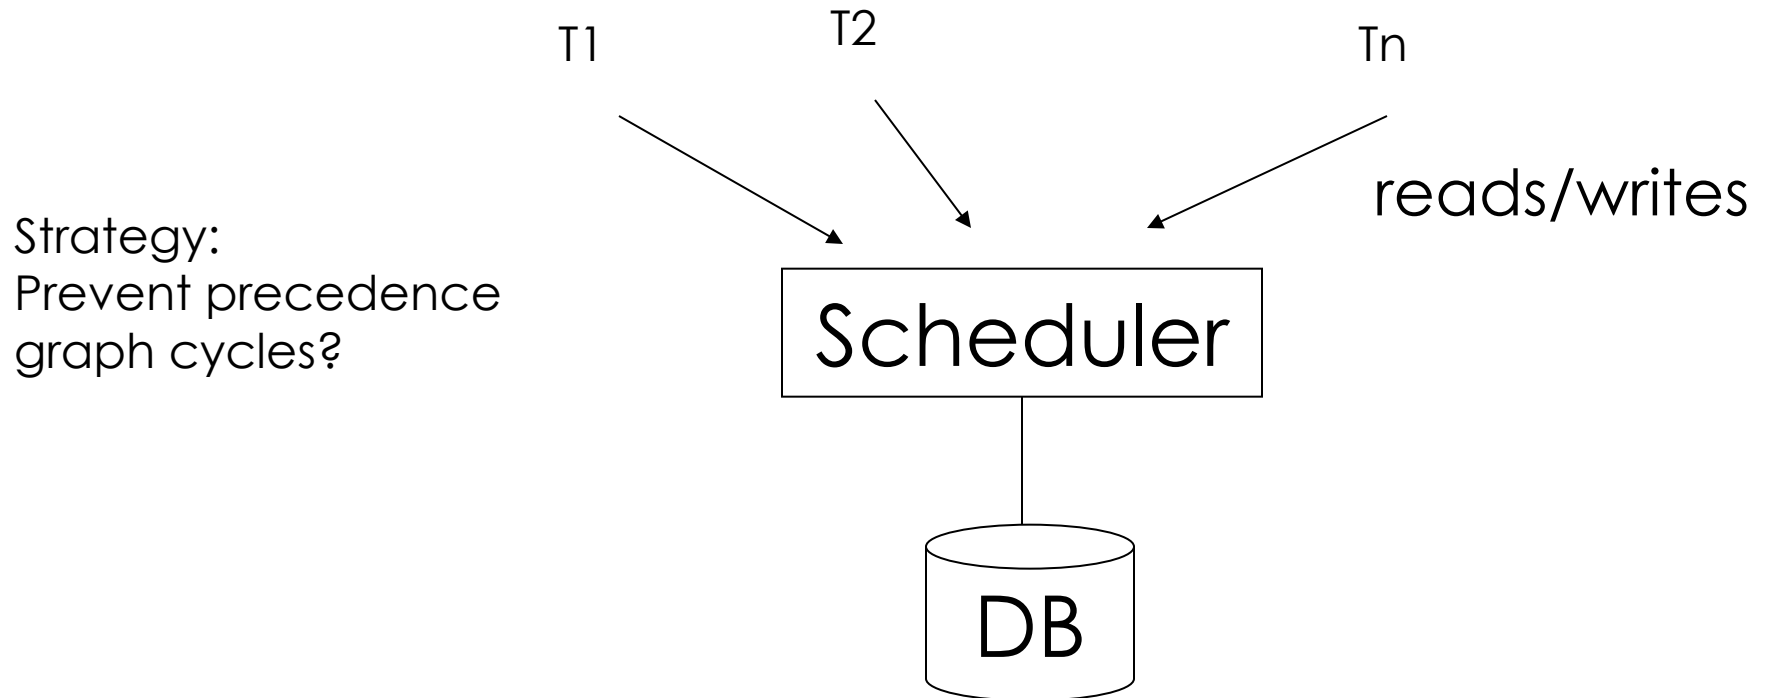 T1
T2
Tn
reads/writes
Strategy:
Prevent precedence
graph cycles?
Scheduler
DB